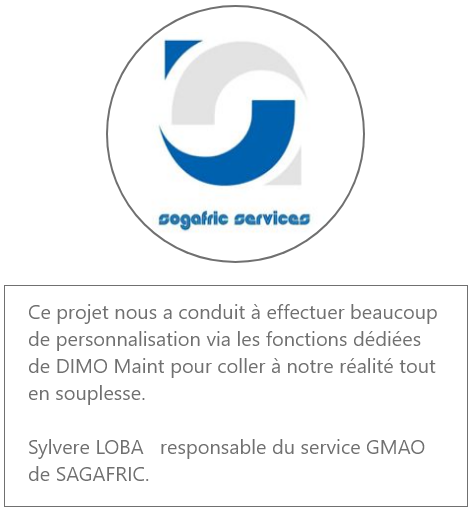 sogafric services
Ce projet nous a conduit à effectuer beaucoup
de personnalisation via les fonctions dédiées
de DIMO Maint pour coller à notre réalité tout
en souplesse.
Sylvere LOBA responsable du service GMAO
de SAGAFRIC.